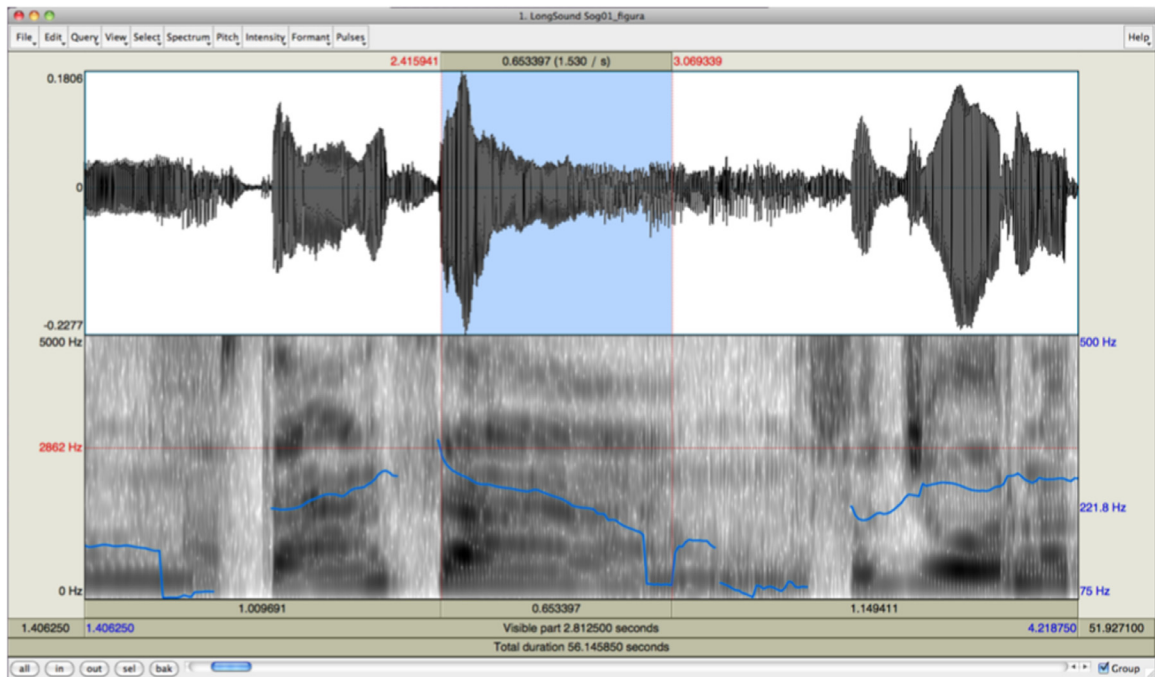 1. LongSound Sog01_figura
File Edit Query View Select Spectrum Pitch Intensity Formant Pulses Help
2.415941 0.653397 (1.530 / s) 3.069339
0.1806
0
-0.2277
5000 Hz 500 Hz
2862 Hz
221.8 Hz
0 Hz 75 Hz
1.009691 0.653397 1.149411
1.406250 1.406250 Visible part 2.812500 seconds 4.218750 51.927100
Total duration 56.145850 seconds
all in out sel bak Group